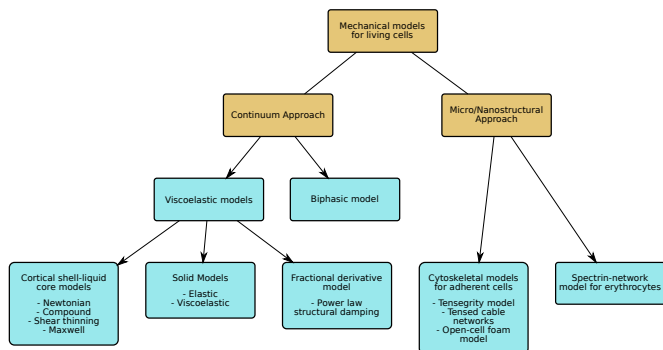 Mechanical models
for living cells
Continuum Approach
Micro/Nanostructural
Approach
Viscoelastic models
Biphasic model
Cortical shell-liquid
core models
- Newtonian
- Compound
- Shear thinning
- Maxwell
Solid Models
- Elastic
- Viscoelastic
Fractional derivative
model
- Power law
structural damping
Cytoskeletal models
for adherent cells
- Tensegrity model
- Tensed cable
networks
- Open-cell foam
model
Spectrin-network
model for erythrocytes